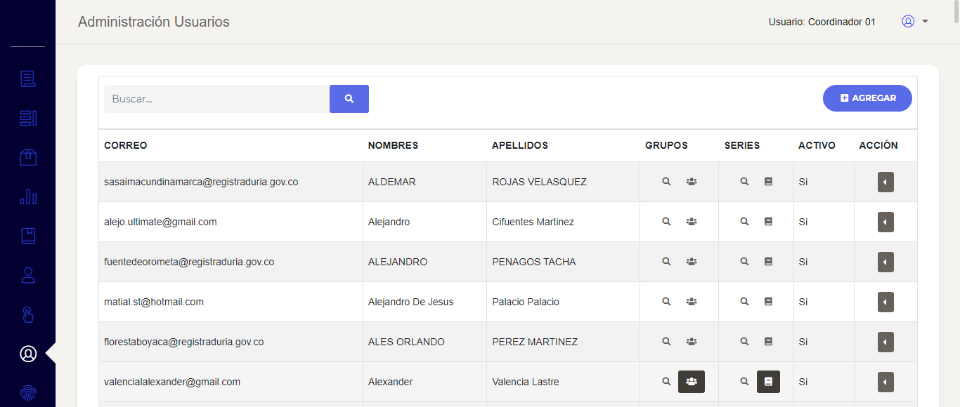 Administración Usuarios
Usuario: Coordinador 01
Buscar...
AGREGAR
CORREO NOMBRES APELLIDOS GRUPOS SERIES ACTIVO ACCIÓN
sasaimacundinamarca@registraduria.gov.co ALDEMAR ROJAS VELASQUEZ Si
alejo.ultimate@gmail.com Alejandro Cifuentes Martinez Si
fuentedeorometa@registraduria.gov.co ALEJANDRO PENAGOS TACHA Si
matial.st@hotmail.com Alejandro De Jesus Palacio Palacio Si
florestaboyaca@registraduria.gov.co ALES ORLANDO PEREZ MARTINEZ Si
valencialalexander@gmail.com Alexander Valencia Lastre Si